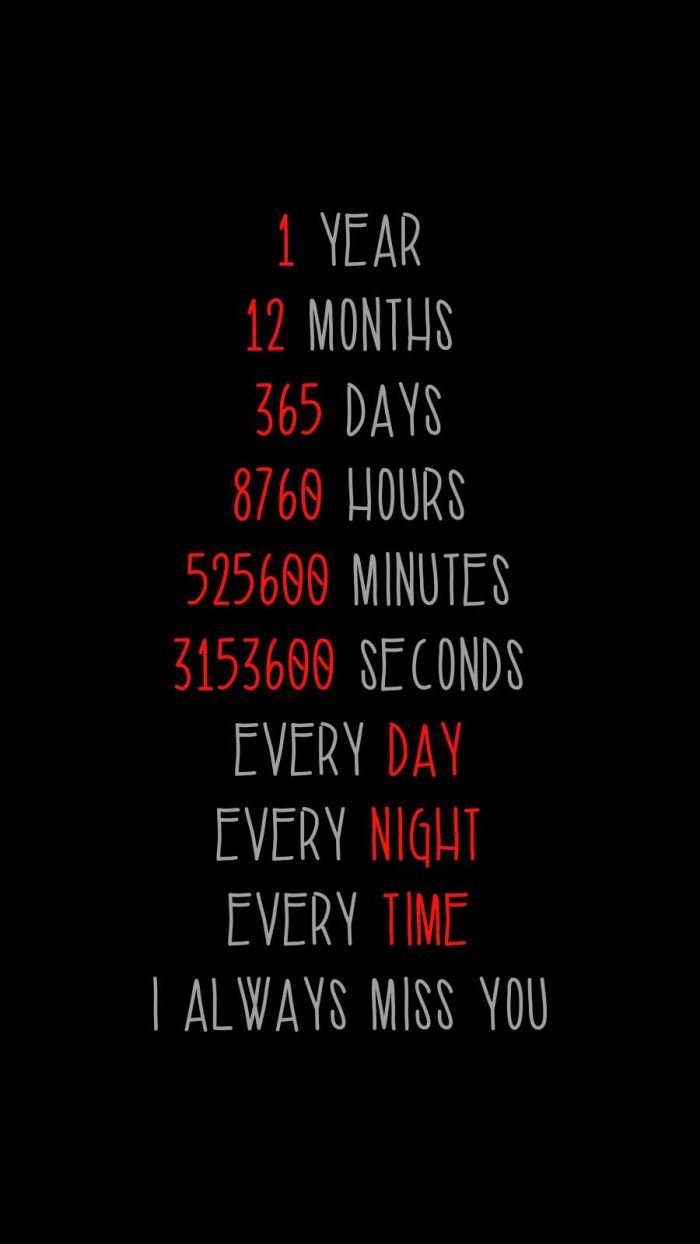 1 YEAR
12 MONTHS
365 DAYS
8760 HOURS
525600 MINUTES
3153600 SECONDS
EVERY DAY
EVERY NIGHT
EVERY TIME
I ALWAYS MISS YOU